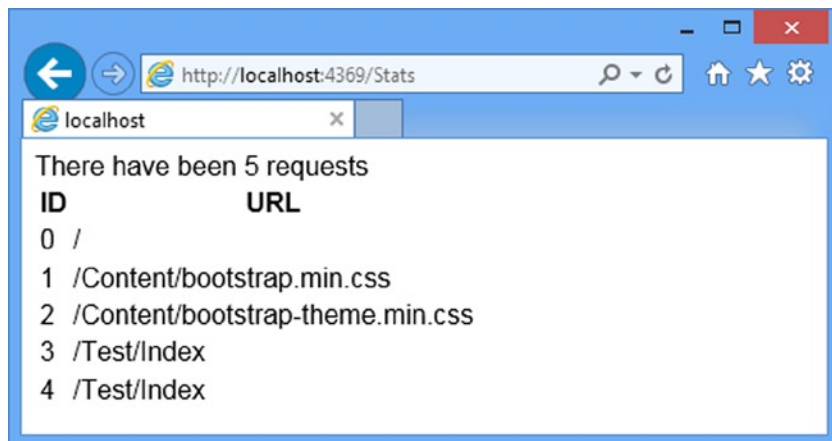 http://localhost:4369/Stats
localhost
There have been 5 requests
ID URL
0 /
1 /Content/bootstrap.min.css
2 /Content/bootstrap-theme.min.css
3 /Test/Index
4 /Test/Index